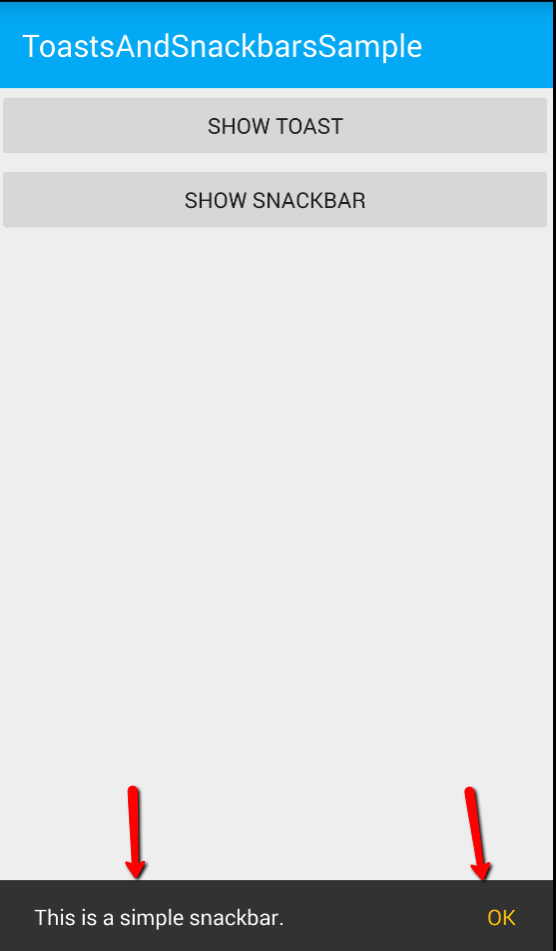 ToastsAndSnackbarsSample
SHOW TOAST
SHOW SNACKBAR
This is a simple snackbar. OK